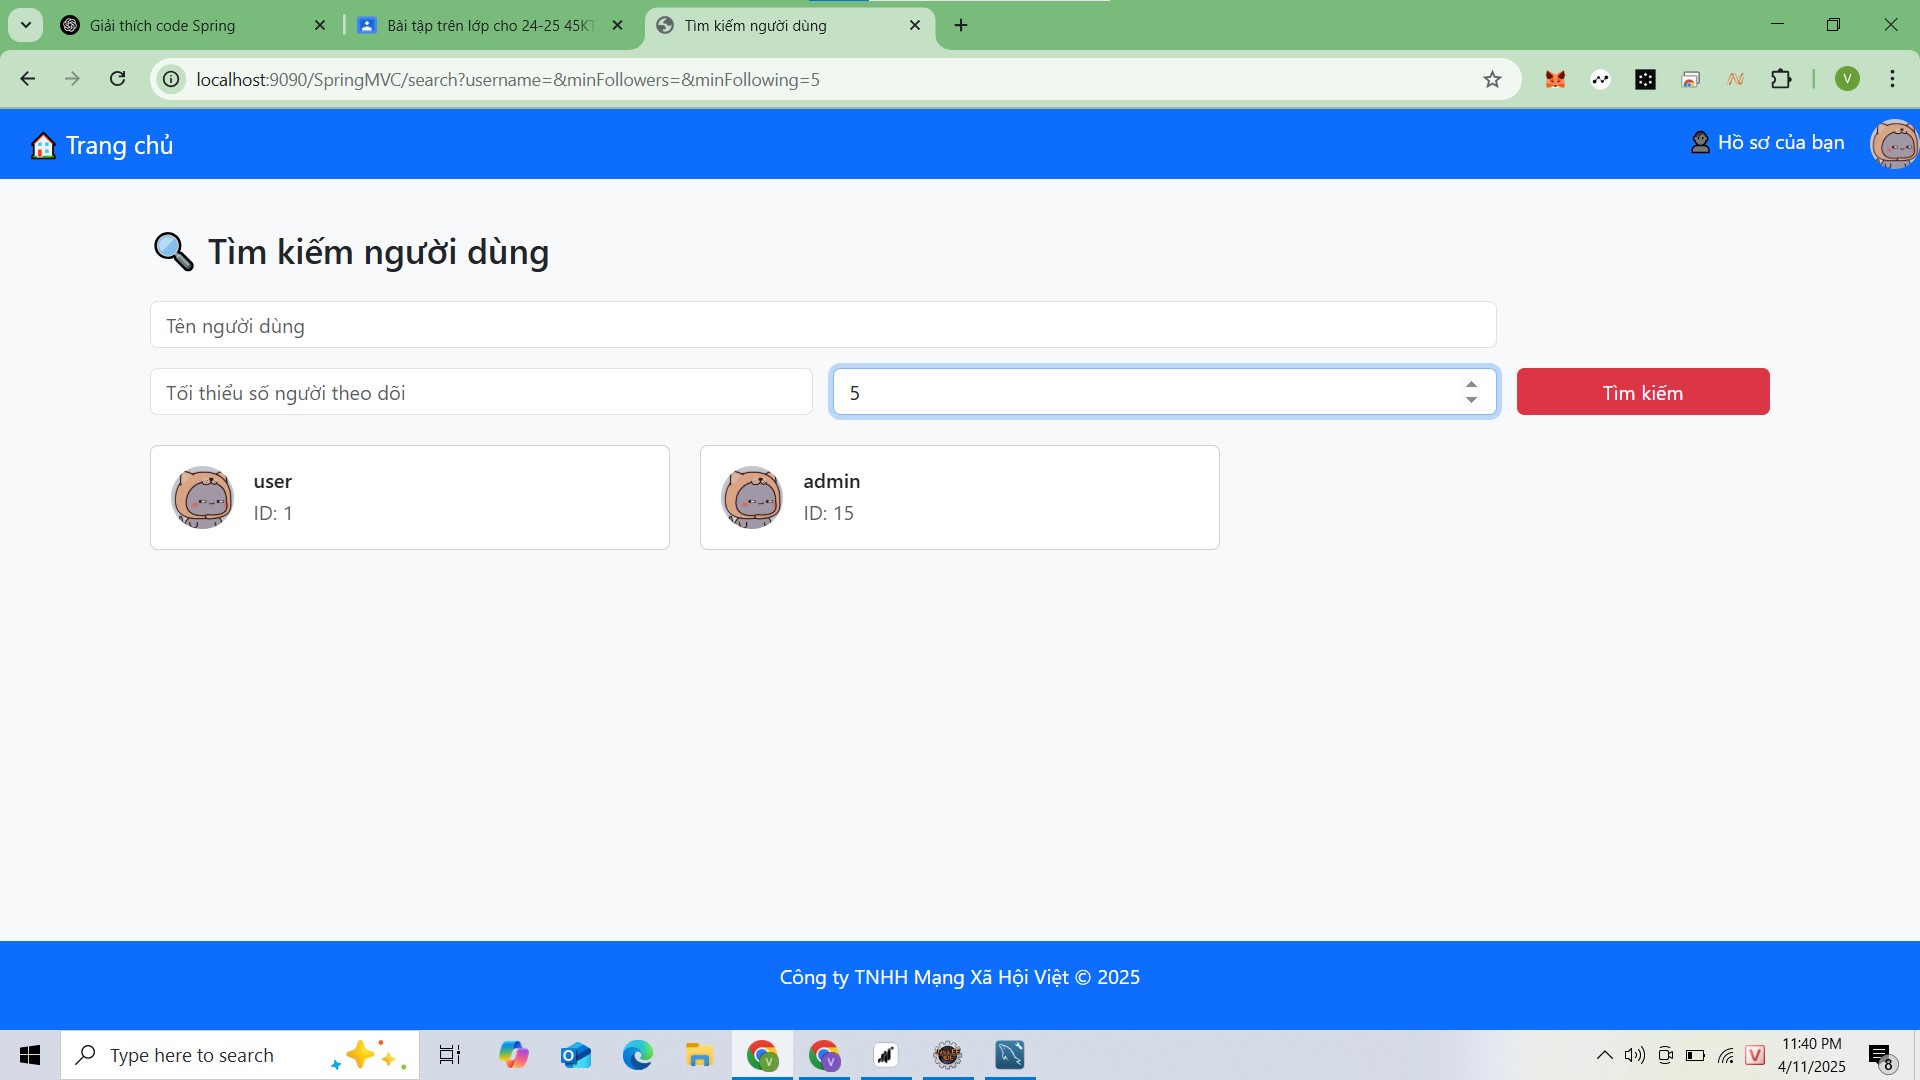 Giải thích code Spring
Bài tập trên lớp cho 24-25 45KT
Tìm kiếm người dùng
localhost:9090/SpringMVC/search?username=&minFollowers=&minFollowing=5
V
Trang chủ
Hồ sơ của bạn
Tìm kiếm người dùng
Tên người dùng
Tối thiểu số người theo dõi
5
Tìm kiếm
user
ID: 1
admin
ID: 15
Công ty TNHH Mạng Xã Hội Việt © 2025
Type here to search
V
V
V
11:40 PM
4/11/2025
8